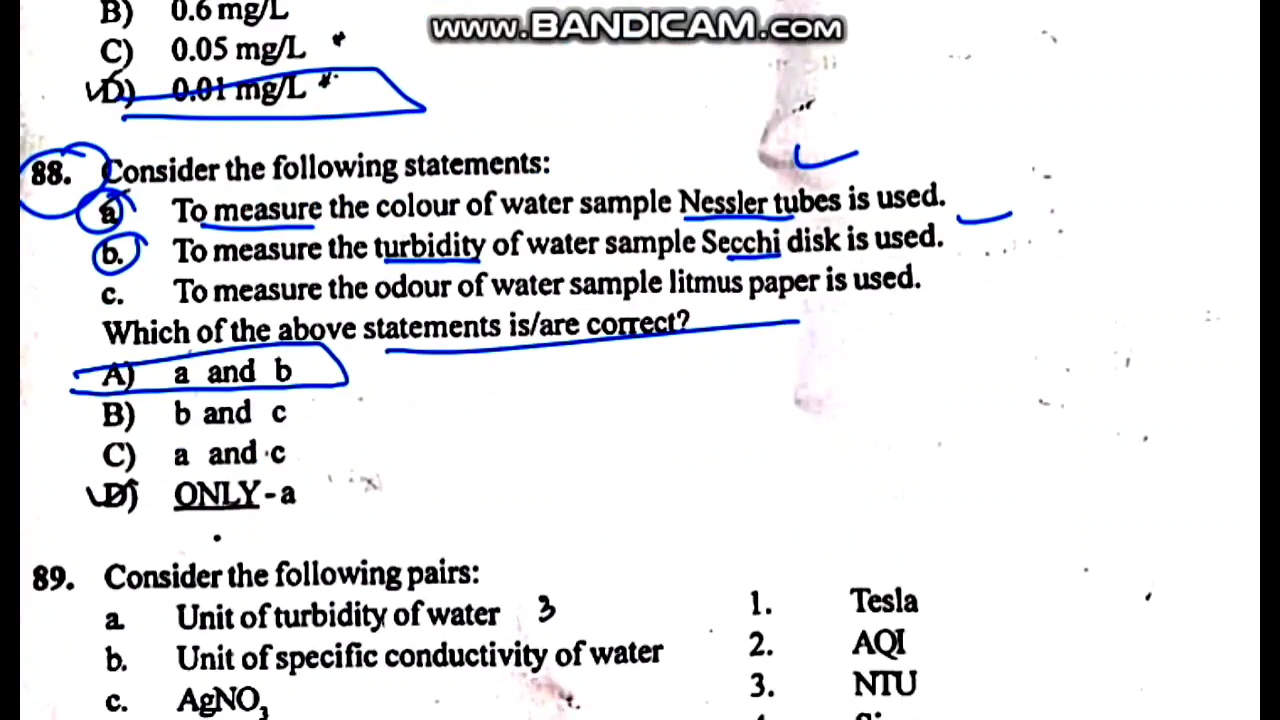 www.BANDICAM.com
B) 0.6 mg/L
C) 0.05 mg/L *
D) 0.01 mg/L *
88. Consider the following statements:
a. To measure the colour of water sample Nessler tubes is used.
b. To measure the turbidity of water sample Secchi disk is used.
c. To measure the odour of water sample litmus paper is used.
Which of the above statements is/are correct?
A) a and b
B) b and c
C) a and c
D) ONLY - a
89. Consider the following pairs:
a Unit of turbidity of water 3 1. Tesla
b. Unit of specific conductivity of water 2. AQI
c. AgNO3 3. NTU